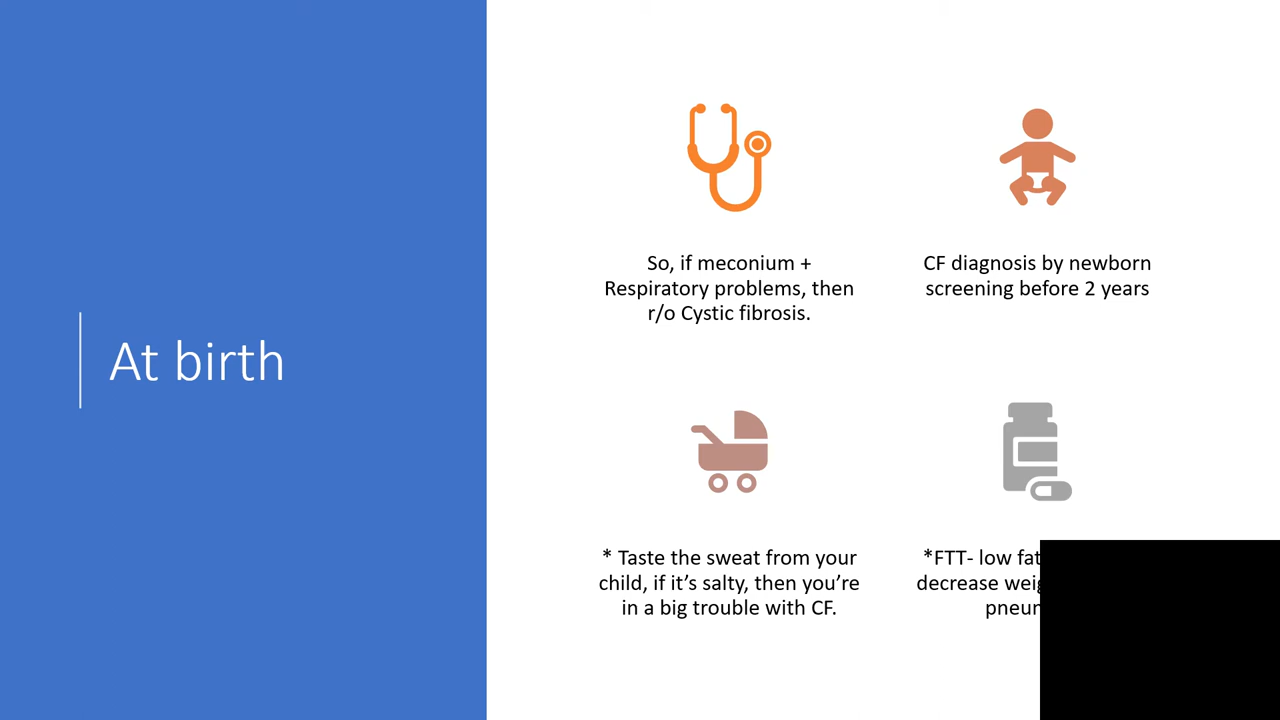 At birth
So, if meconium +
Respiratory problems, then
r/o Cystic fibrosis.
CF diagnosis by newborn
screening before 2 years
* Taste the sweat from your
child, if it’s salty, then you’re
in a big trouble with CF.
*FTT- low fat
decrease